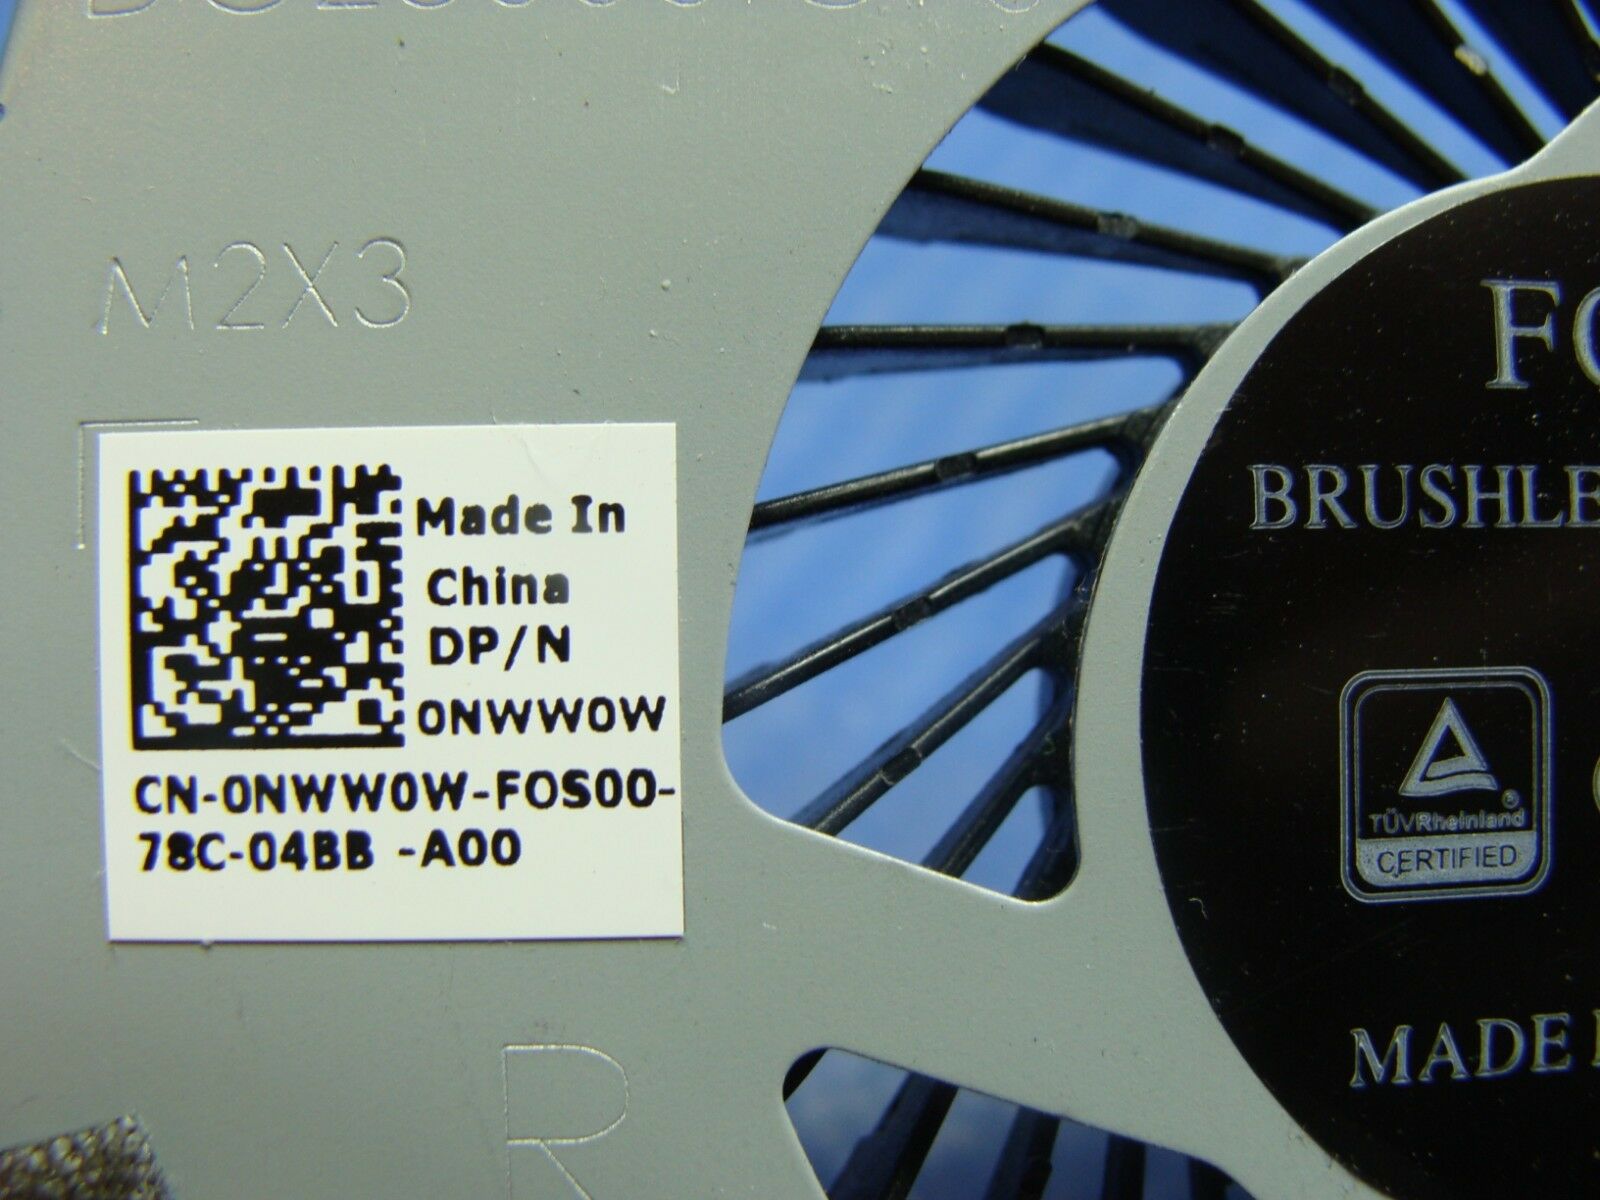 M2X3
Made In
China
DP/N
0NWW0W
CN-0NWW0W-FOS00-
78C-04BB -A00
R
BRUSHLE
TÜVRheinland
CERTIFIED
MADE